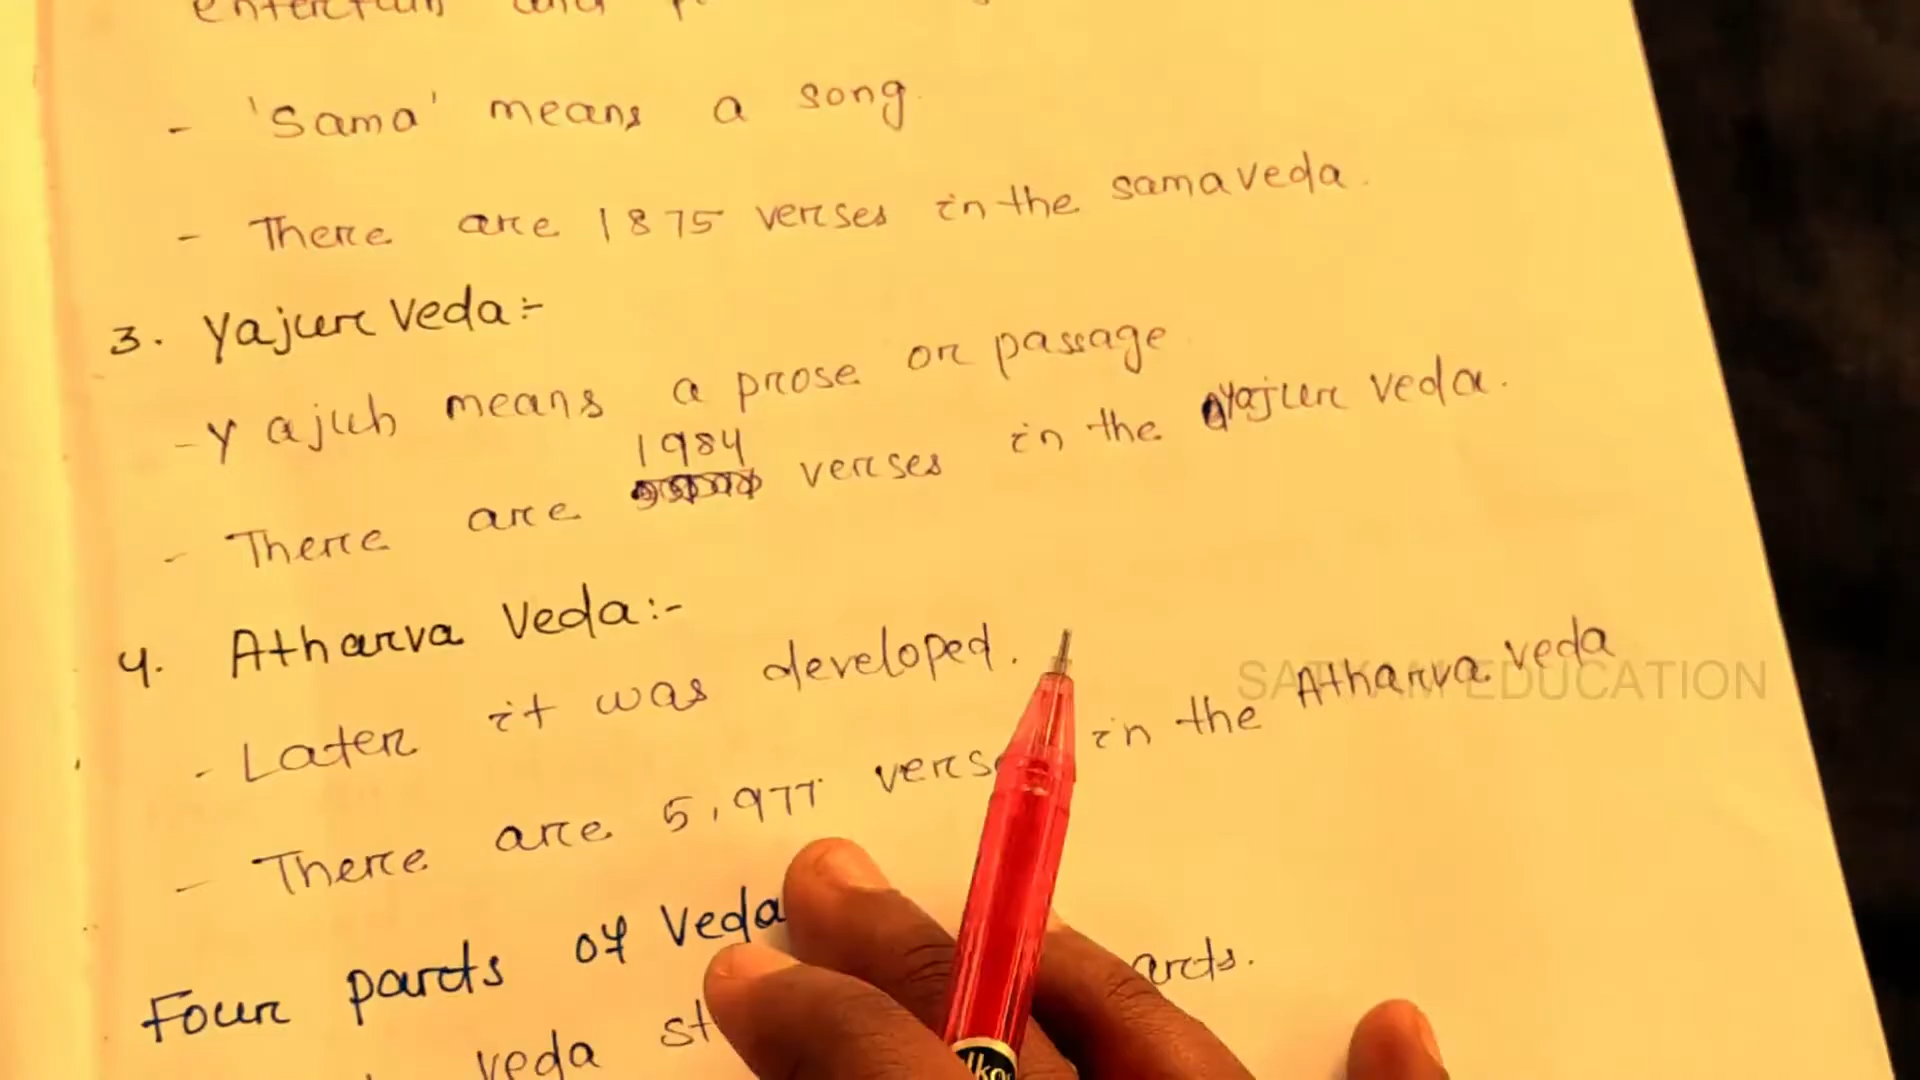 - 'Sama' means a song.
- There are 1875 verses in the samaveda.
3. Yajur Veda:-
- Yajuh means a prose or passage
1984
- There are verses in the yajur veda.
4. Atharva Veda:-
- Later it was developed.
- There are 5,977 verses in the Atharva veda
SATYAM EDUCATION
Four parts of Veda
veda